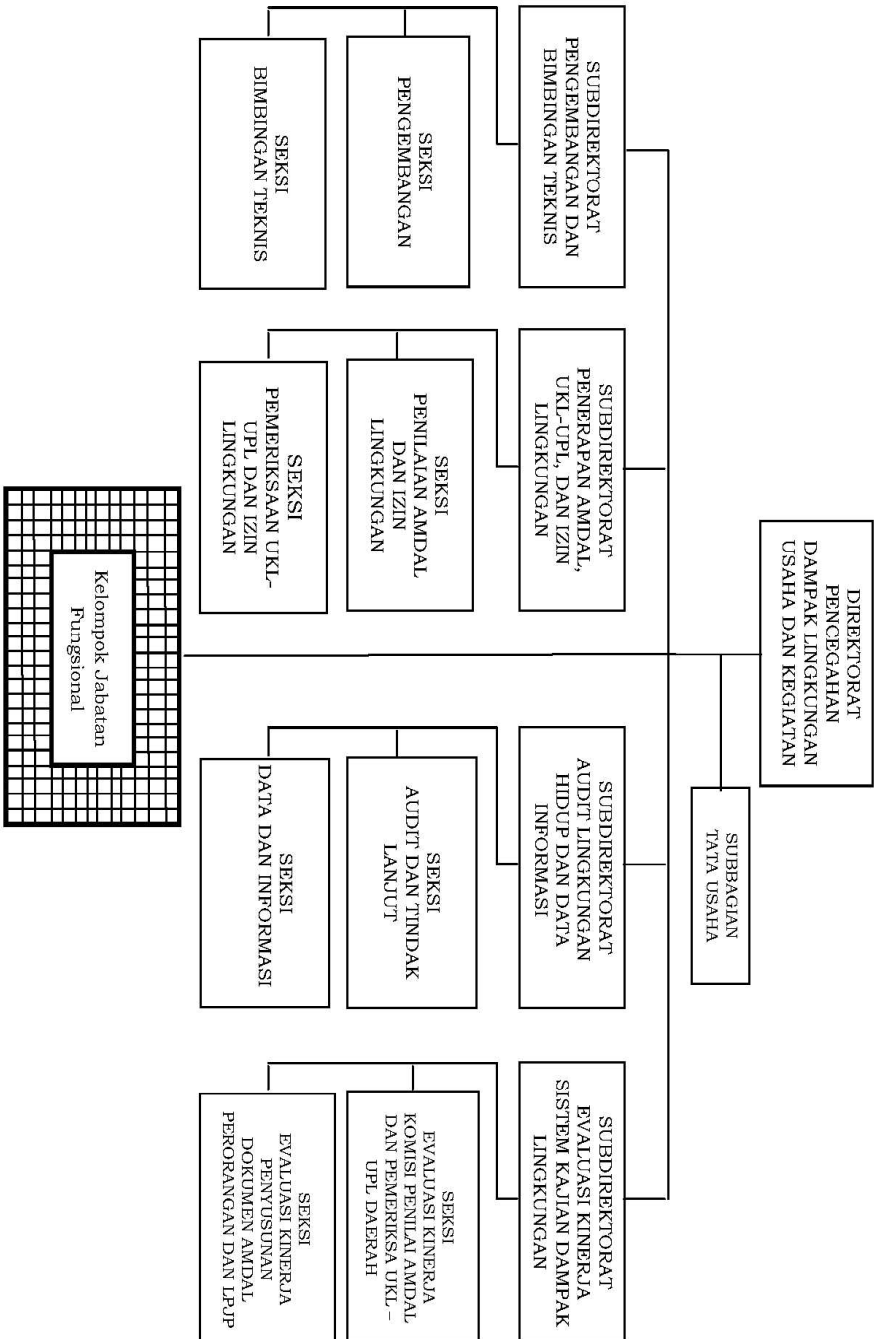 DIREKTORAT
PENCEGAHAN
DAMPAK LINGKUNGAN
USAHA DAN KEGIATAN
SUBBAGIAN
TATA USAHA
SUBDIREKTORAT
PENGEMBANGAN DAN
BIMBINGAN TEKNIS
SEKSI
PENGEMBANGAN
SEKSI
BIMBINGAN TEKNIS
SUBDIREKTORAT
PENERAPAN AMDAL,
UKL-UPL, DAN IZIN
LINGKUNGAN
SEKSI
PENILAIAN AMDAL
DAN IZIN
LINGKUNGAN
SEKSI
PEMERIKSAAN UKL-
UPL DAN IZIN
LINGKUNGAN
SUBDIREKTORAT
AUDIT LINGKUNGAN
HIDUP DAN DATA
INFORMASI
SEKSI
AUDIT DAN TINDAK
LANJUT
SEKSI
DATA DAN INFORMASI
SUBDIREKTORAT
EVALUASI KINERJA
SISTEM KAJIAN DAMPAK
LINGKUNGAN
SEKSI
EVALUASI KINERJA
KOMISI PENILAI AMDAL
DAN PEMERIKSA UKL –
UPL DAERAH
SEKSI
EVALUASI KINERJA
PENYUSUNAN
DOKUMEN AMDAL
PERORANGAN DAN LPJP
Kelompok Jabatan
Fungsional